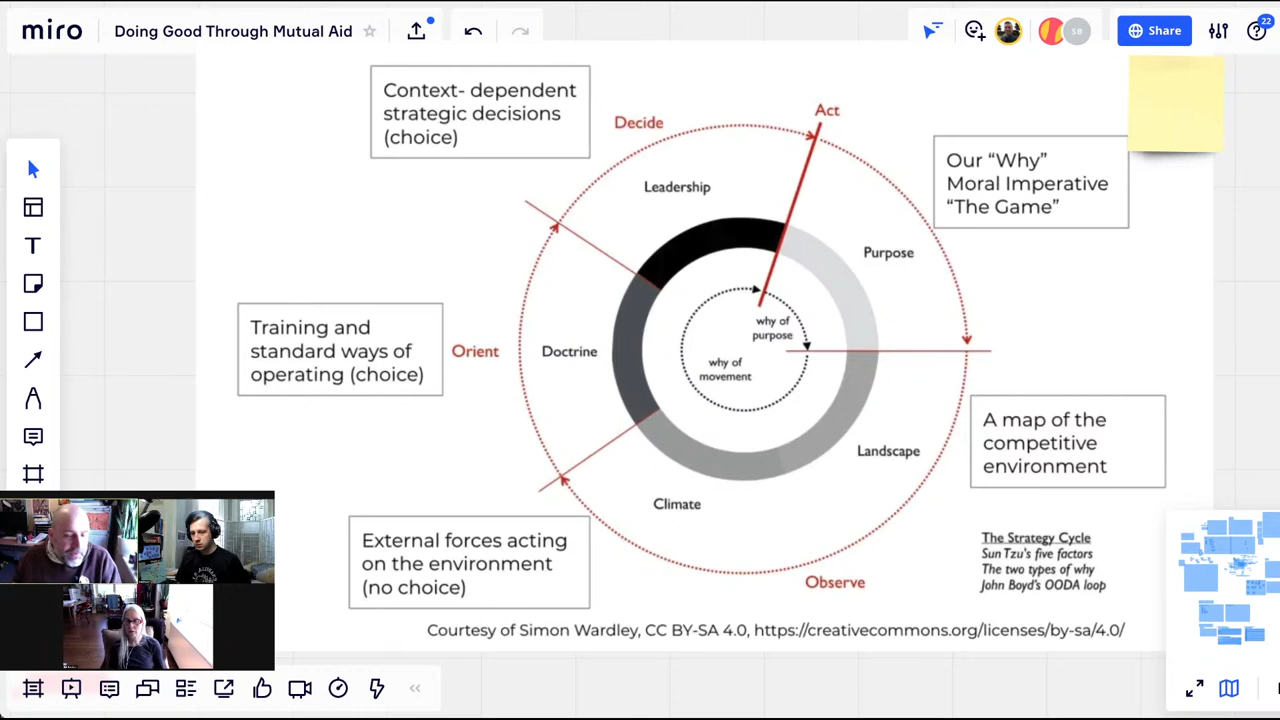 miro
Doing Good Through Mutual Aid
SB
Share
22
Context- dependent
strategic decisions
(choice)
Decide
Act
Leadership
Our “Why”
Moral Imperative
“The Game”
Purpose
Training and
standard ways of
operating (choice)
Orient
Doctrine
why of
purpose
why of
movement
A map of the
competitive
environment
Landscape
Climate
External forces acting
on the environment
(no choice)
Observe
The Strategy Cycle
Sun Tzu's five factors
The two types of why
John Boyd's OODA loop
Courtesy of Simon Wardley, CC BY-SA 4.0, https://creativecommons.org/licenses/by-sa/4.0/